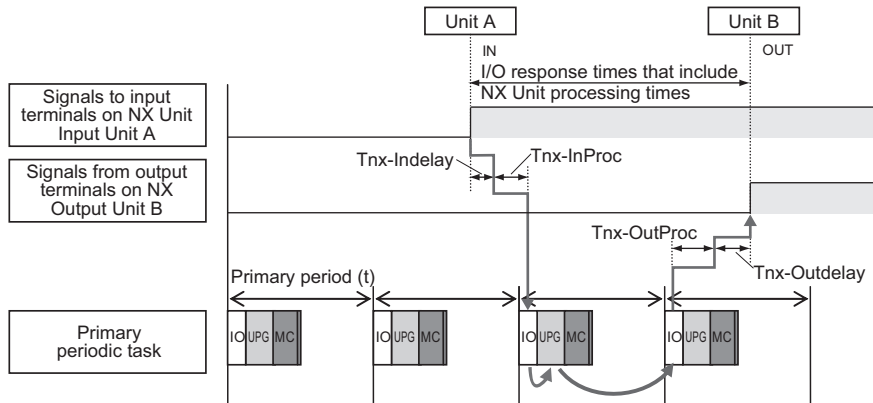 Unit A
Unit B
IN
OUT
I/O response times that include
NX Unit processing times
Signals to input
terminals on NX Unit
Input Unit A
Tnx-Indelay
Tnx-InProc
Signals from output
terminals on NX
Output Unit B
Tnx-OutProc
Tnx-Outdelay
Primary period (t)
Primary
periodic task
IO UPG MC
IO UPG MC
IO UPG MC
IO UPG MC